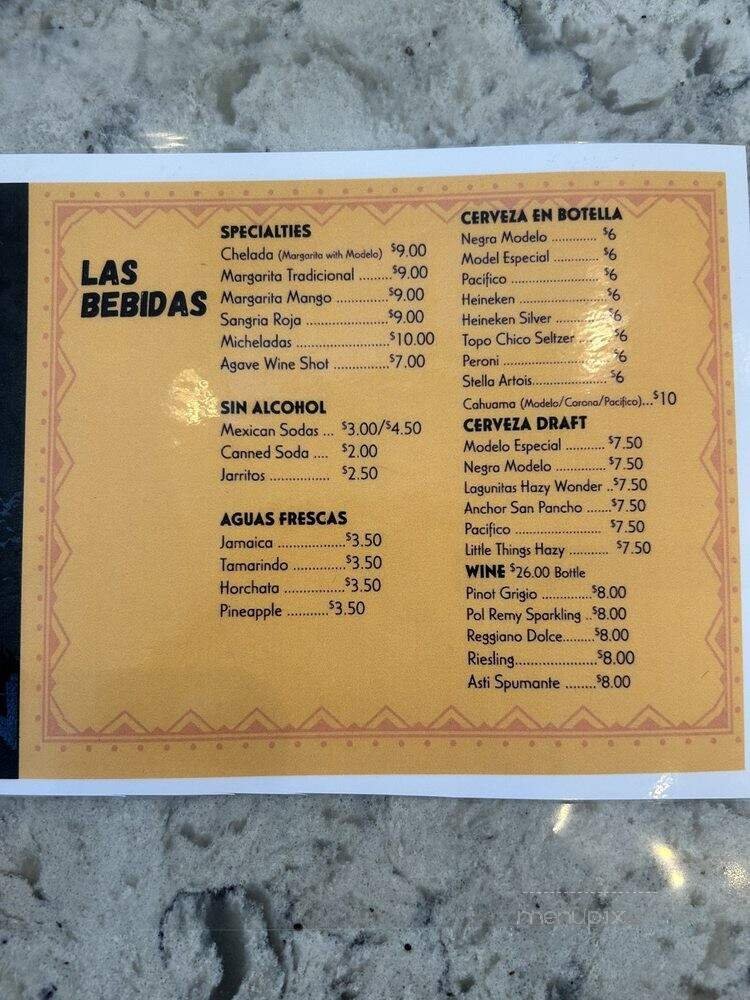 LAS
BEBIDAS
SPECIALTIES
Chelada (Margarita with Modelo) $9.00
Margarita Tradicional ........$9.00
Margarita Mango .............$9.00
Sangria Roja ...................$9.00
Micheladas ......................$10.00
Agave Wine Shot .............$7.00
SIN ALCOHOL
Mexican Sodas ... $3.00/$4.50
Canned Soda .... $2.00
Jarritos ................ $2.50
AGUAS FRESCAS
Jamaica ................$3.50
Tamarindo .............$3.50
Horchata ..............$3.50
Pineapple ..........$3.50
CERVEZA EN BOTELLA
Negra Modelo ............ $6
Model Especial ............ $6
Pacifico ......................$6
Heineken .....................$6
Heineken Silver ............$6
Topo Chico Seltzer ........$6
Peroni .........................$6
Stella Artois..................$6
Cahuama (Modelo/Corona/Pacifico)...$10
CERVEZA DRAFT
Modelo Especial .......... $7.50
Negra Modelo ............ $7.50
Lagunitas Hazy Wonder ..$7.50
Anchor San Pancho ......$7.50
Pacifico ..................... $7.50
Little Things Hazy .......... $7.50
WINE $26.00 Bottle
Pinot Grigio ............$8.00
Pol Remy Sparkling ..$8.00
Reggiano Dolce........$8.00
Riesling....................$8.00
Asti Spumante ........$8.00
menupix